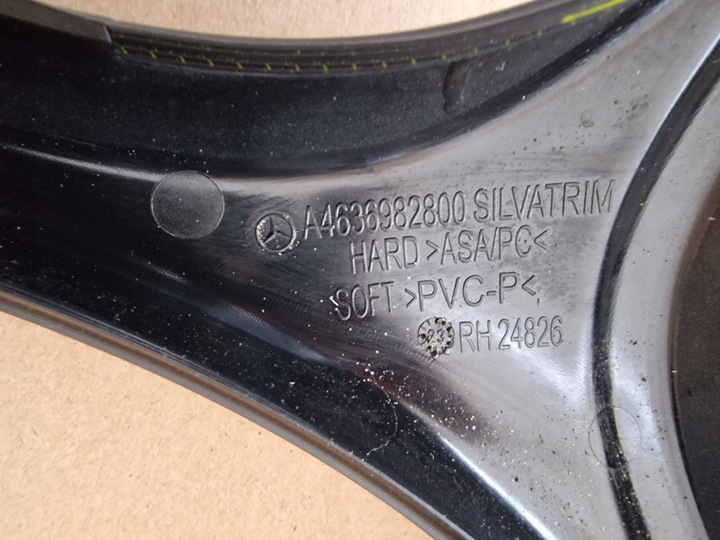 A4636982800 SILVATRIM
HARD >ASA/PC<
SOFT >PVC-P<
RH 24826